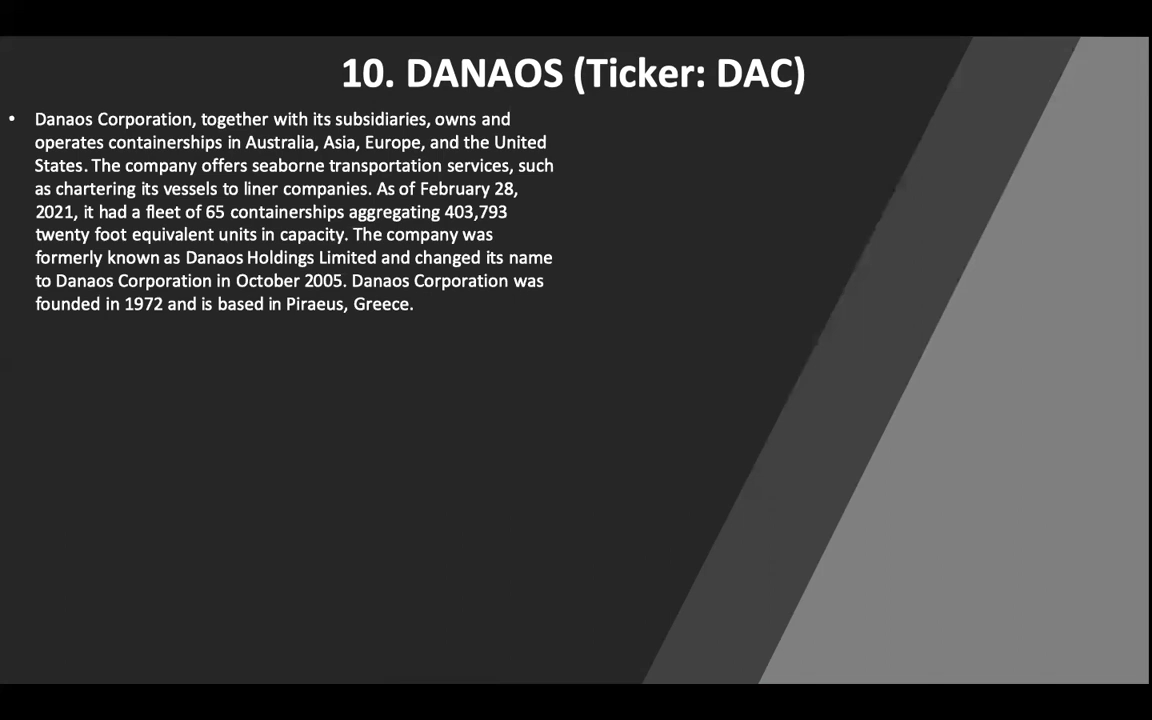 10. DANAOS (Ticker: DAC)
• Danaos Corporation, together with its subsidiaries, owns and
operates containerships in Australia, Asia, Europe, and the United
States. The company offers seaborne transportation services, such
as chartering its vessels to liner companies. As of February 28,
2021, it had a fleet of 65 containerships aggregating 403,793
twenty foot equivalent units in capacity. The company was
formerly known as Danaos Holdings Limited and changed its name
to Danaos Corporation in October 2005. Danaos Corporation was
founded in 1972 and is based in Piraeus, Greece.